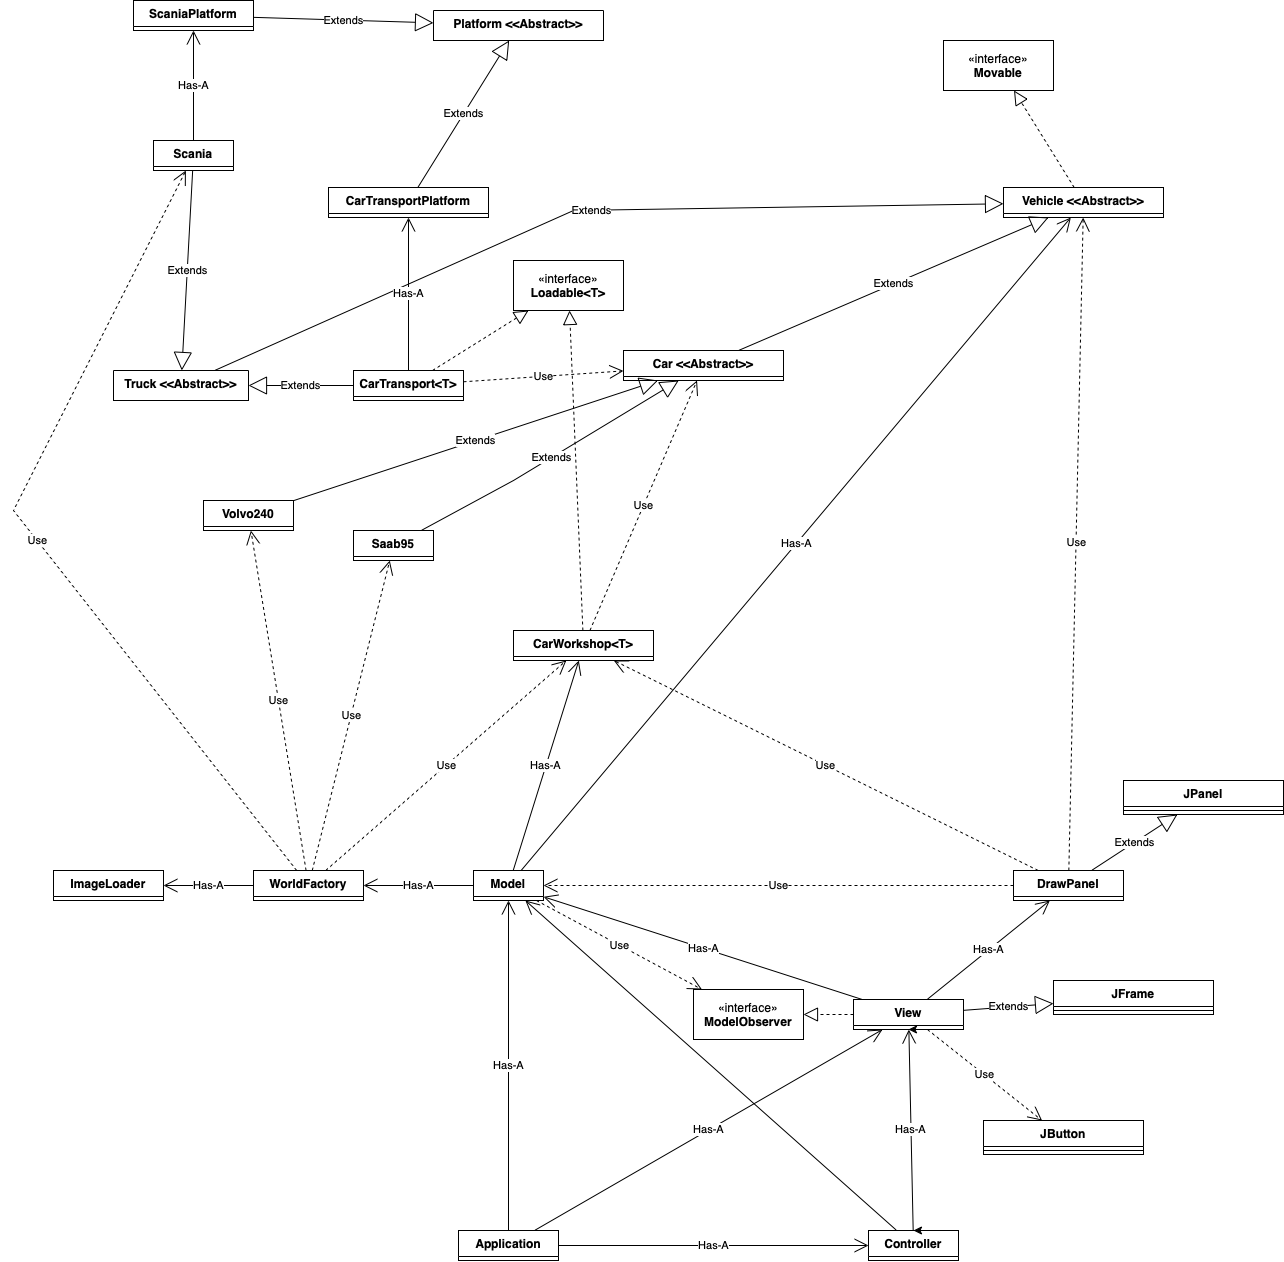 ScaniaPlatform
Extends
Platform <<Abstract>>
«interface»
Movable
Has-A
Extends
Scania
CarTransportPlatform
Vehicle <<Abstract>>
Extends
Extends
«interface»
Loadable<T>
Has-A
Extends
Car <<Abstract>>
Truck <<Abstract>>
Extends
CarTransport<T>
Use
Extends
Extends
Volvo240
Use
Saab95
Use
Has-A
Use
CarWorkshop<T>
Use
Use
Use
Has-A
Use
JPanel
Extends
ImageLoader
Has-A
WorldFactory
Has-A
Model
Use
DrawPanel
Use
Has-A
Has-A
«interface»
ModelObserver
View
Extends
JFrame
Has-A
Use
Has-A
Has-A
JButton
Application
Has-A
Controller